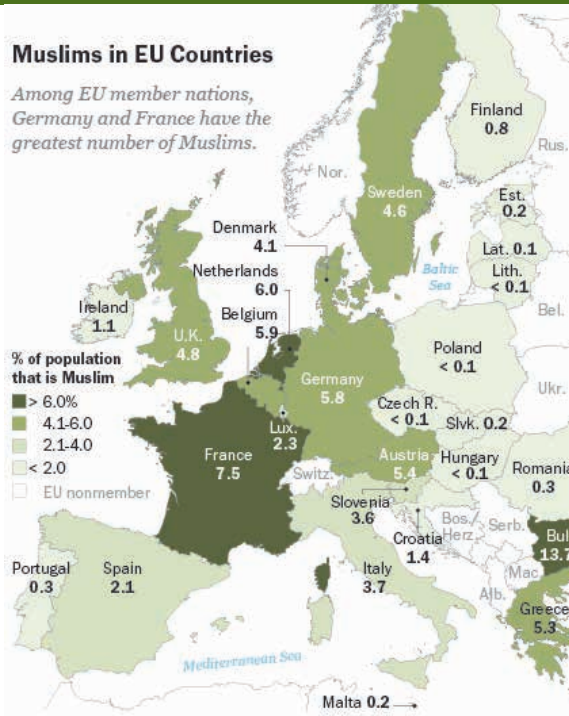 Muslims in EU Countries
Among EU member nations,
Germany and France have the
greatest number of Muslims.
Finland
0.8
Rus.
Nor.
Sweden
4.6
Est.
0.2
Denmark
4.1
Lat. 0.1
Netherlands
6.0
Baltic
Sea
Lith.
< 0.1
Belgium
5.9
Ireland
1.1
U.K.
4.8
Bel.
Poland
< 0.1
% of population
that is Muslim
> 6.0%
4.1-6.0
2.1-4.0
< 2.0
EU nonmember
Germany
5.8
Ukr.
Czech R.
< 0.1
Slvk. 0.2
Lux.
2.3
France
7.5
Austria
5.4
Hungary
< 0.1
Romania
0.3
Switz.
Slovenia
3.6
Croatia
1.4
Bos./
Herz.
Serb.
Bul
13.7
Portugal
0.3
Spain
2.1
Italy
3.7
Mac.
Alb.
Greece
5.3
Mediterranean Sea
Malta 0.2